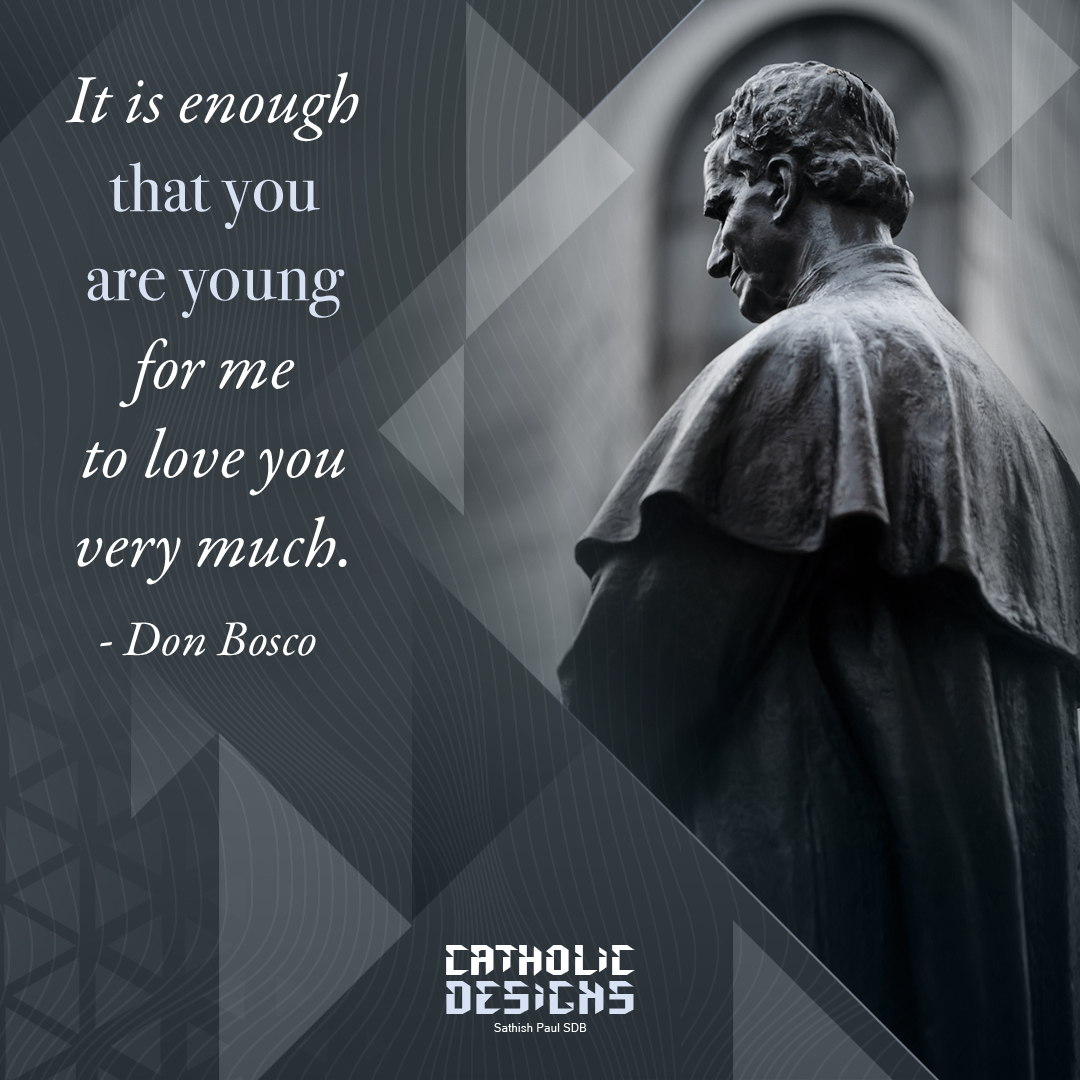 It is enough
that you
are young
for me
to love you
very much.
- Don Bosco
CATHOLIC
DESIGNS
Sathish Paul SDB